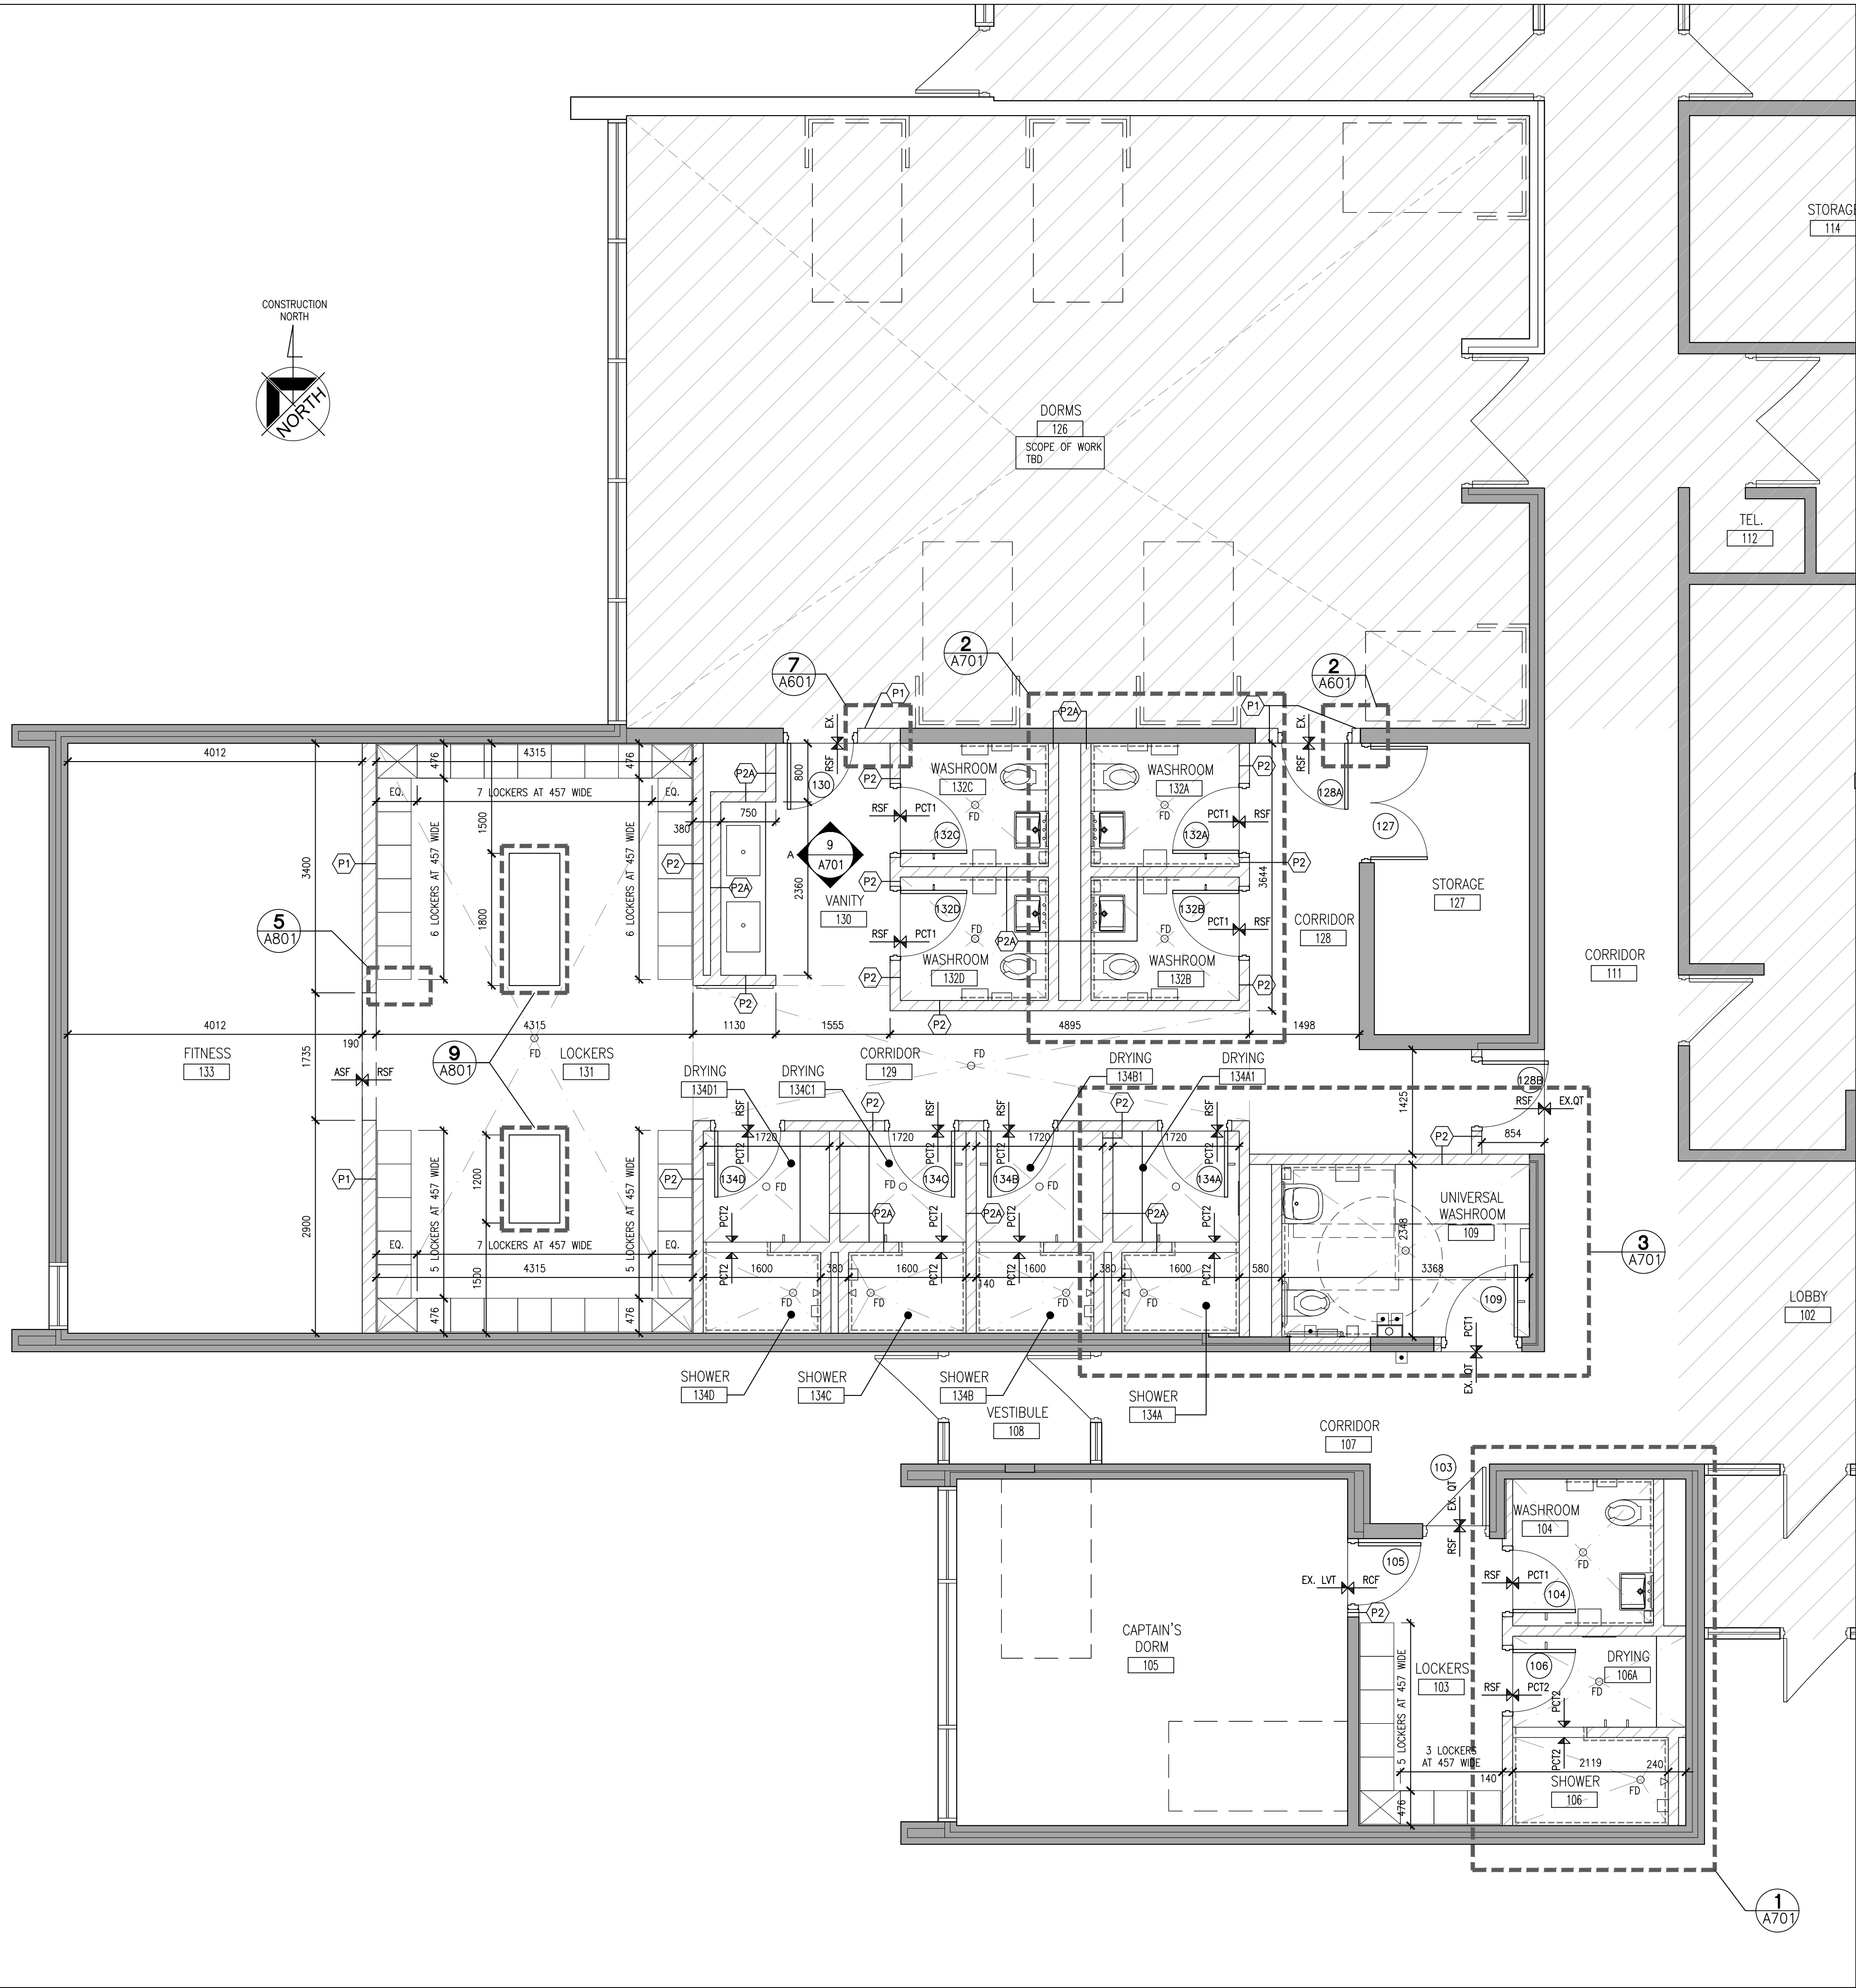 STORAGE
114
CONSTRUCTION
NORTH
NORTH
DORMS
126
SCOPE OF WORK
TBD
TEL.
112
2
A701
7
A601
2
A601
P1
P1
P2A
EX.
RSF
EX.
RSF
4012
476
4315
476
EQ.
7 LOCKERS AT 457 WIDE
EQ.
1500
6 LOCKERS AT 457 WIDE
6 LOCKERS AT 457 WIDE
3400
1800
P1
P2
P2A
800
130
750
380
P2A
9
A701
A
2360
VANITY
130
P2
WASHROOM
132C
FD
RSF
PCT1
132C
WASHROOM
132A
FD
PCT1
RSF
132A
P2
128A
127
P2
P2
3644
132D
RSF
PCT1
FD
WASHROOM
132D
P2
P2A
132B
PCT1
RSF
FD
WASHROOM
132B
P2
CORRIDOR
128
STORAGE
127
CORRIDOR
111
5
A801
P2
P2
4012
190
4315
1130
1555
4895
1498
FITNESS
133
1735
ASF
RSF
9
A801
FD
LOCKERS
131
CORRIDOR
129
FD
DRYING
134D1
DRYING
134C1
DRYING
134B1
DRYING
134A1
128B
RSF
EX.QT
1425
854
P2
P2
P2
RSF
PCT2
RSF
PCT2
RSF
PCT2
RSF
PCT2
1720
1720
1720
1720
134D
134C
134B
134A
FD
FD
FD
FD
P1
P2
P2A
P2A
P2A
5 LOCKERS AT 457 WIDE
5 LOCKERS AT 457 WIDE
1200
2900
EQ.
7 LOCKERS AT 457 WIDE
EQ.
4315
1500
476
476
PCT2
PCT2
PCT2
PCT2
PCT2
PCT2
PCT2
PCT2
1600
380
1600
140
1600
380
1600
580
3368
FD
FD
FD
FD
UNIVERSAL
WASHROOM
109
2348
109
PCT1
EX. QT
3
A701
LOBBY
102
SHOWER
134D
SHOWER
134C
SHOWER
134B
SHOWER
134A
VESTIBULE
108
CORRIDOR
107
103
EX. QT
RSF
WASHROOM
104
FD
RSF
PCT1
104
105
EX. LVT
RCF
P2
CAPTAIN'S
DORM
105
5 LOCKERS AT 457 WIDE
LOCKERS
103
106
RSF
PCT2
DRYING
106A
FD
PCT2
PCT2
3 LOCKERS
AT 457 WIDE
140
2119
240
SHOWER
106
FD
476
1
A701